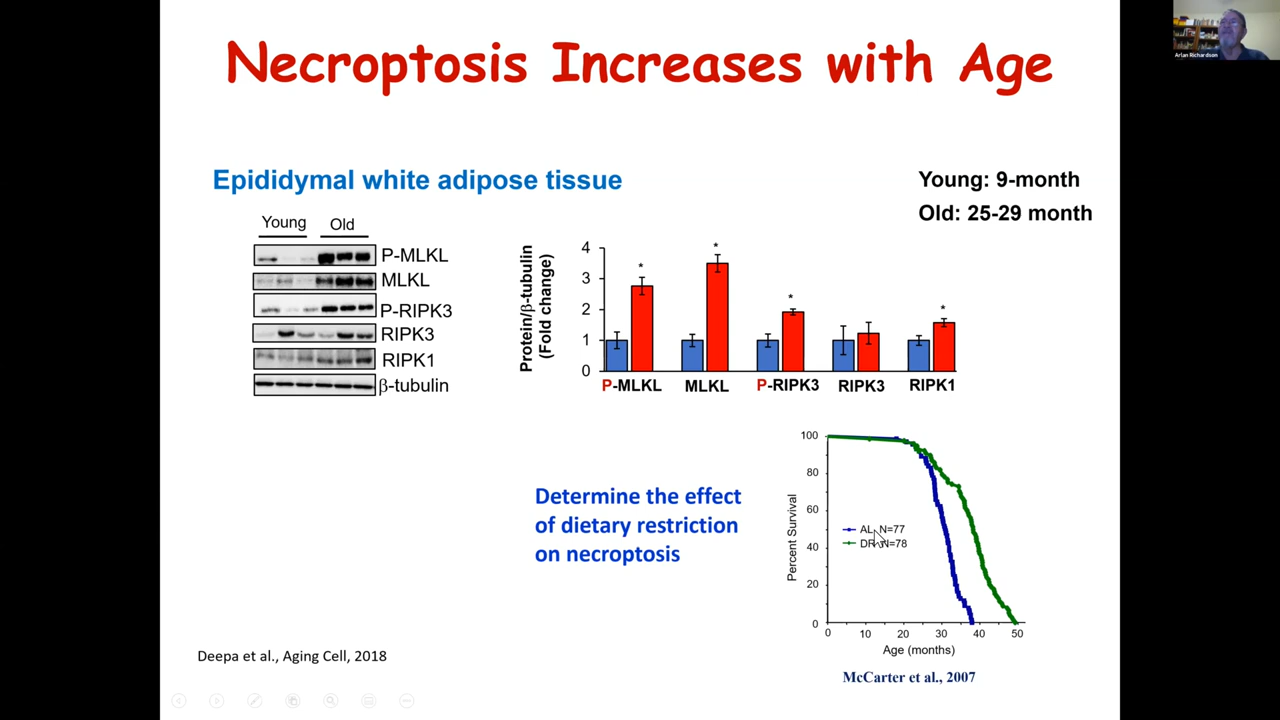 Necroptosis Increases with Age
Arlan Richardson
Epididymal white adipose tissue
Young: 9-month
Old: 25-29 month
Young Old
P-MLKL
MLKL
P-RIPK3
RIPK3
RIPK1
β-tubulin
Protein/β-tubulin
(Fold change)
4
3
2
1
0
* * * *
P-MLKL MLKL P-RIPK3 RIPK3 RIPK1
Determine the effect
of dietary restriction
on necroptosis
Percent Survival
100
80
60
40
20
0
AL, N=77
DR, N=78
0 10 20 30 40 50
Age (months)
McCarter et al., 2007
Deepa et al., Aging Cell, 2018